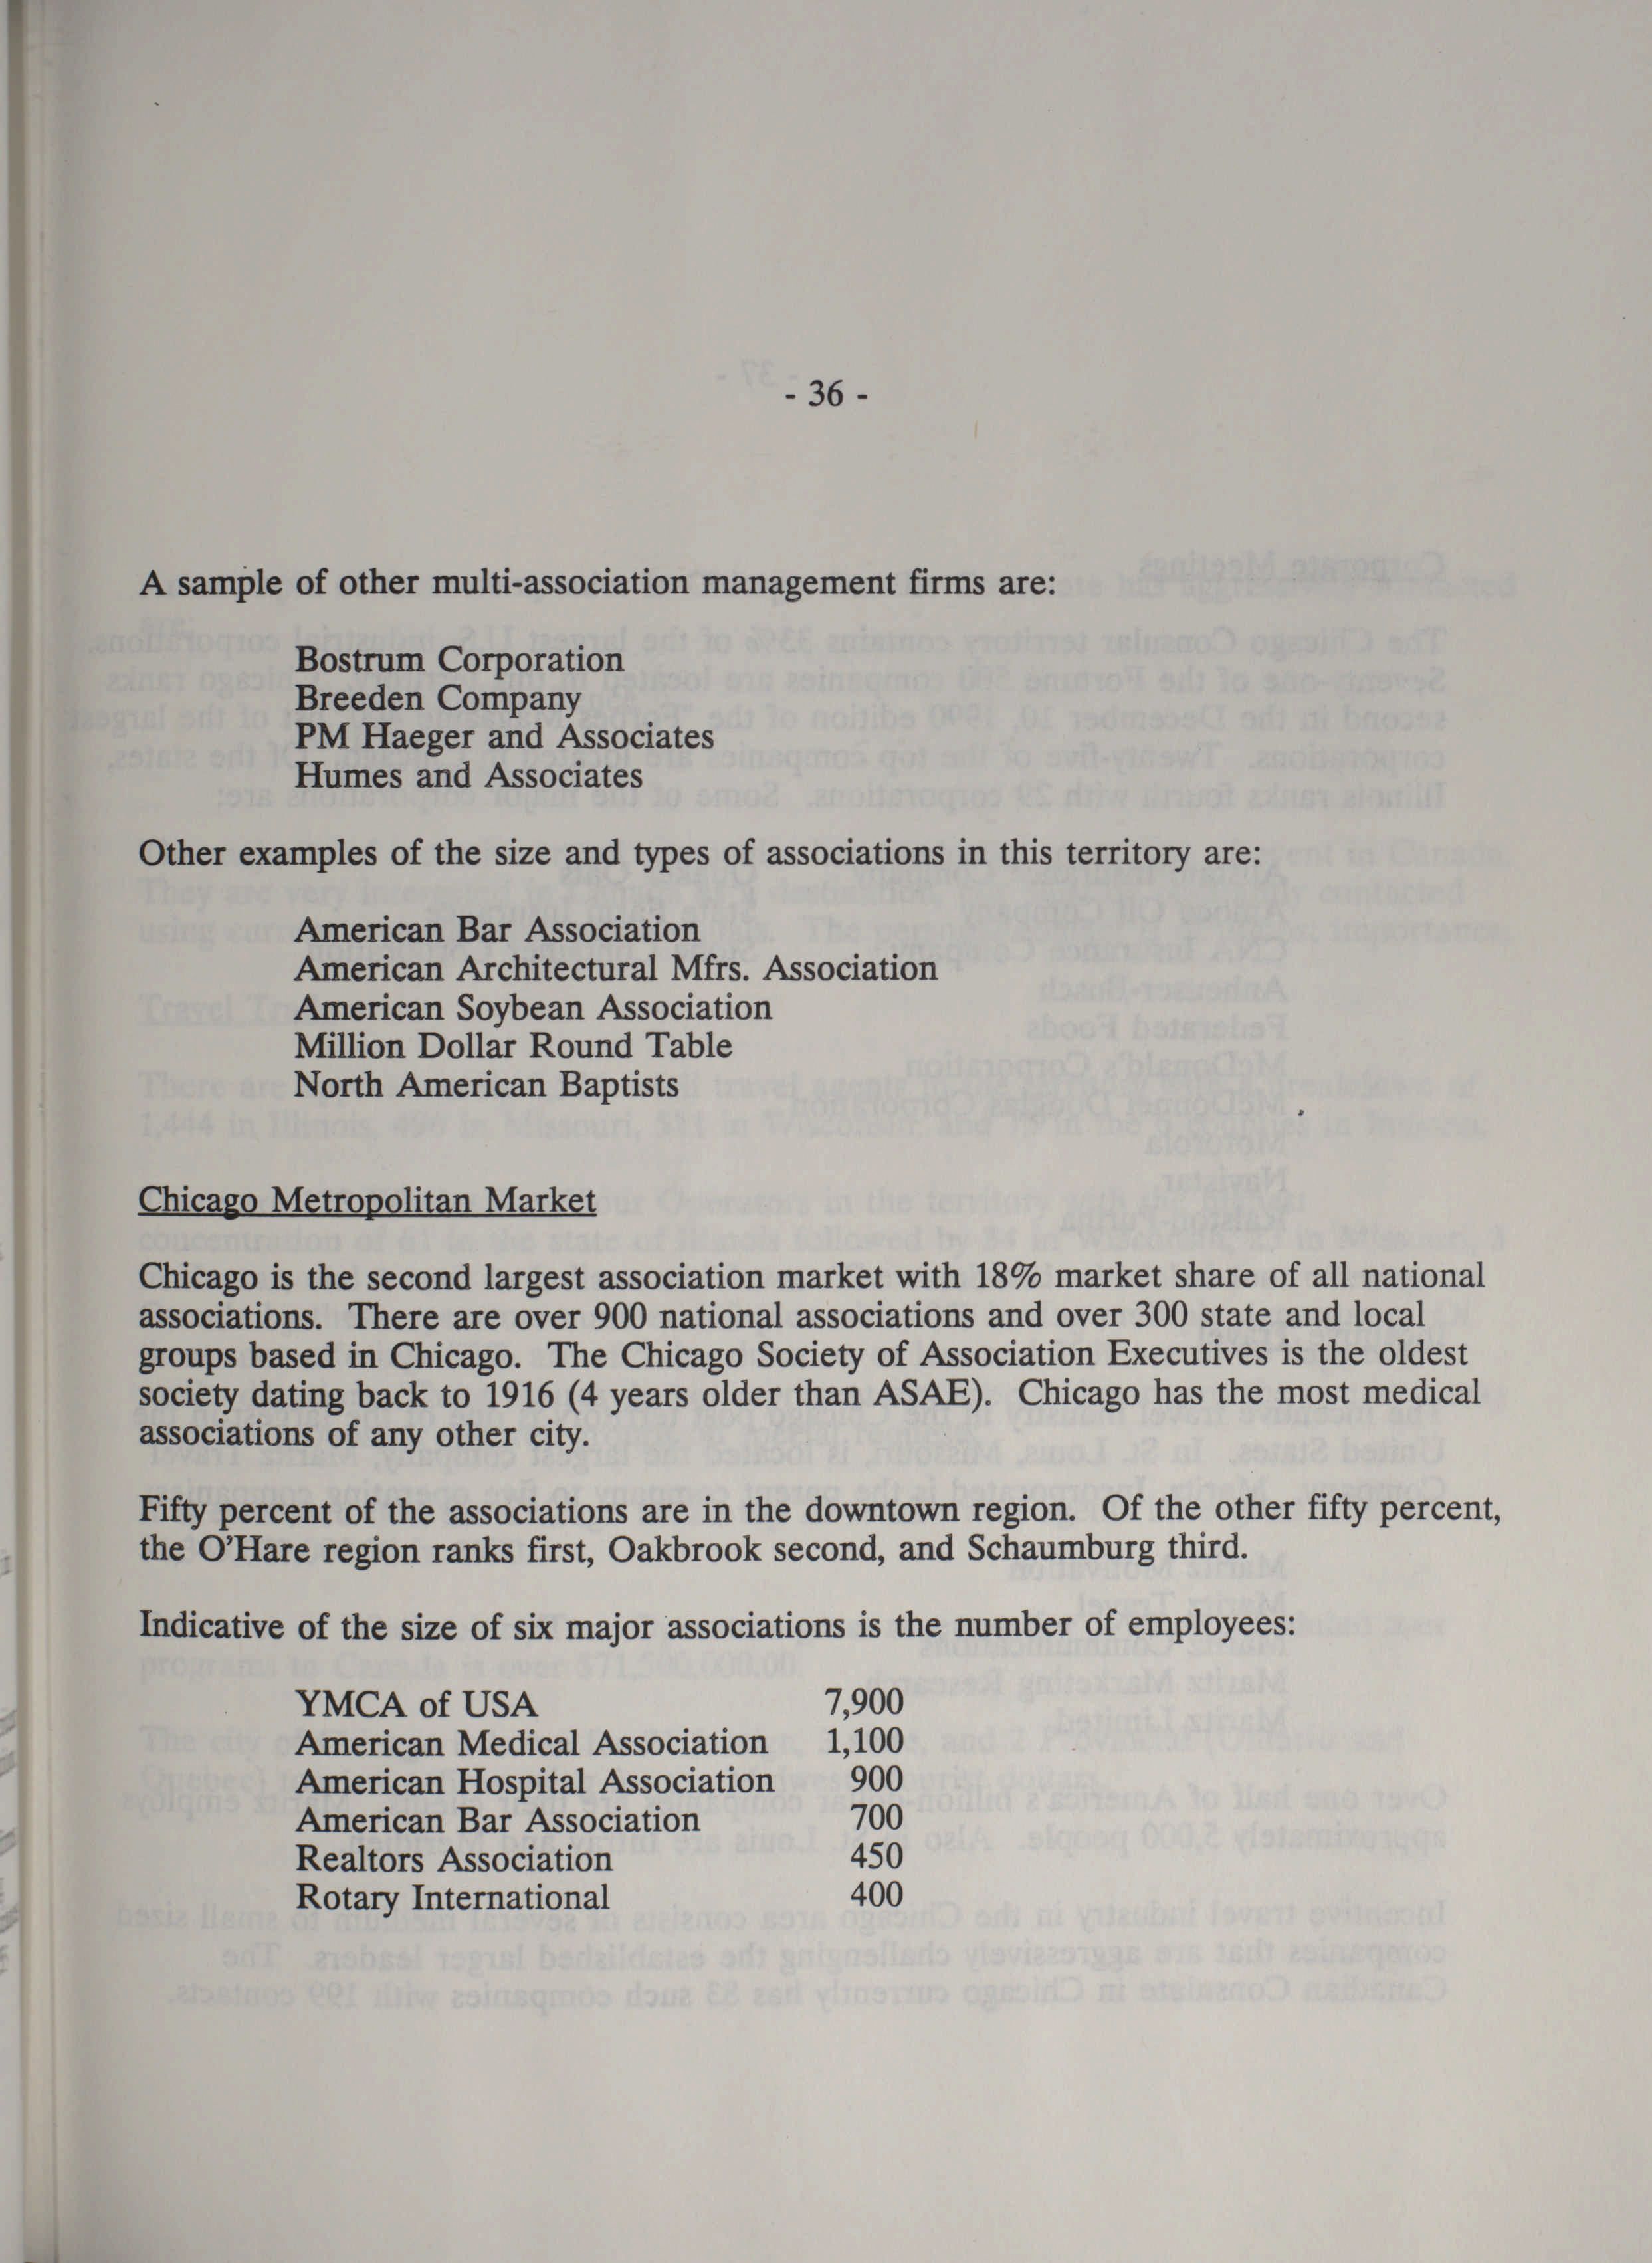 - 36 -
A sample of other multi-association management firms are:
Bostrum Corporation
Breeden Company
PM Haeger and Associates
Humes and Associates
Other examples of the size and types of associations in this territory are:
American Bar Association
American Architectural Mfrs. Association
American Soybean Association
Million Dollar Round Table
North American Baptists
Chicago Metropolitan Market
Chicago is the second largest association market with 18% market share of all national
associations. There are over 900 national associations and over 300 state and local
groups based in Chicago. The Chicago Society of Association Executives is the oldest
society dating back to 1916 (4 years older than ASAE). Chicago has the most medical
associations of any other city.
Fifty percent of the associations are in the downtown region. Of the other fifty percent,
the O'Hare region ranks first, Oakbrook second, and Schaumburg third.
Indicative of the size of six major associations is the number of employees:
YMCA of USA 7,900
American Medical Association 1,100
American Hospital Association 900
American Bar Association 700
Realtors Association 450
Rotary International 400